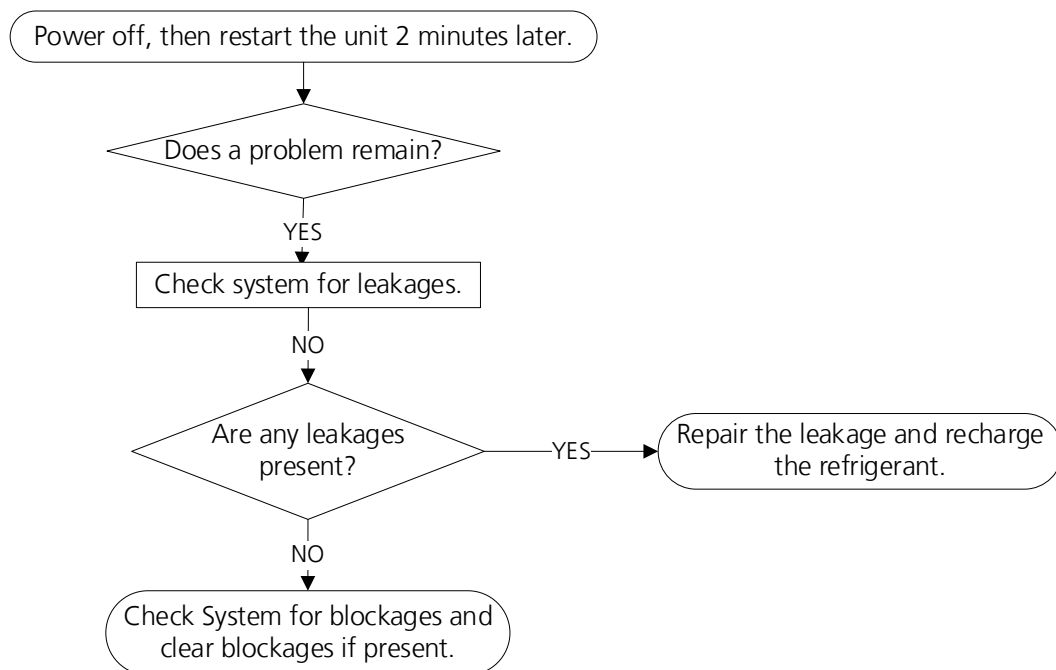 Power off, then restart the unit 2 minutes later.
Does a problem remain?
YES
Check system for leakages.
NO
Are any leakages
present?
YES
Repair the leakage and recharge
the refrigerant.
NO
Check System for blockages and
clear blockages if present.